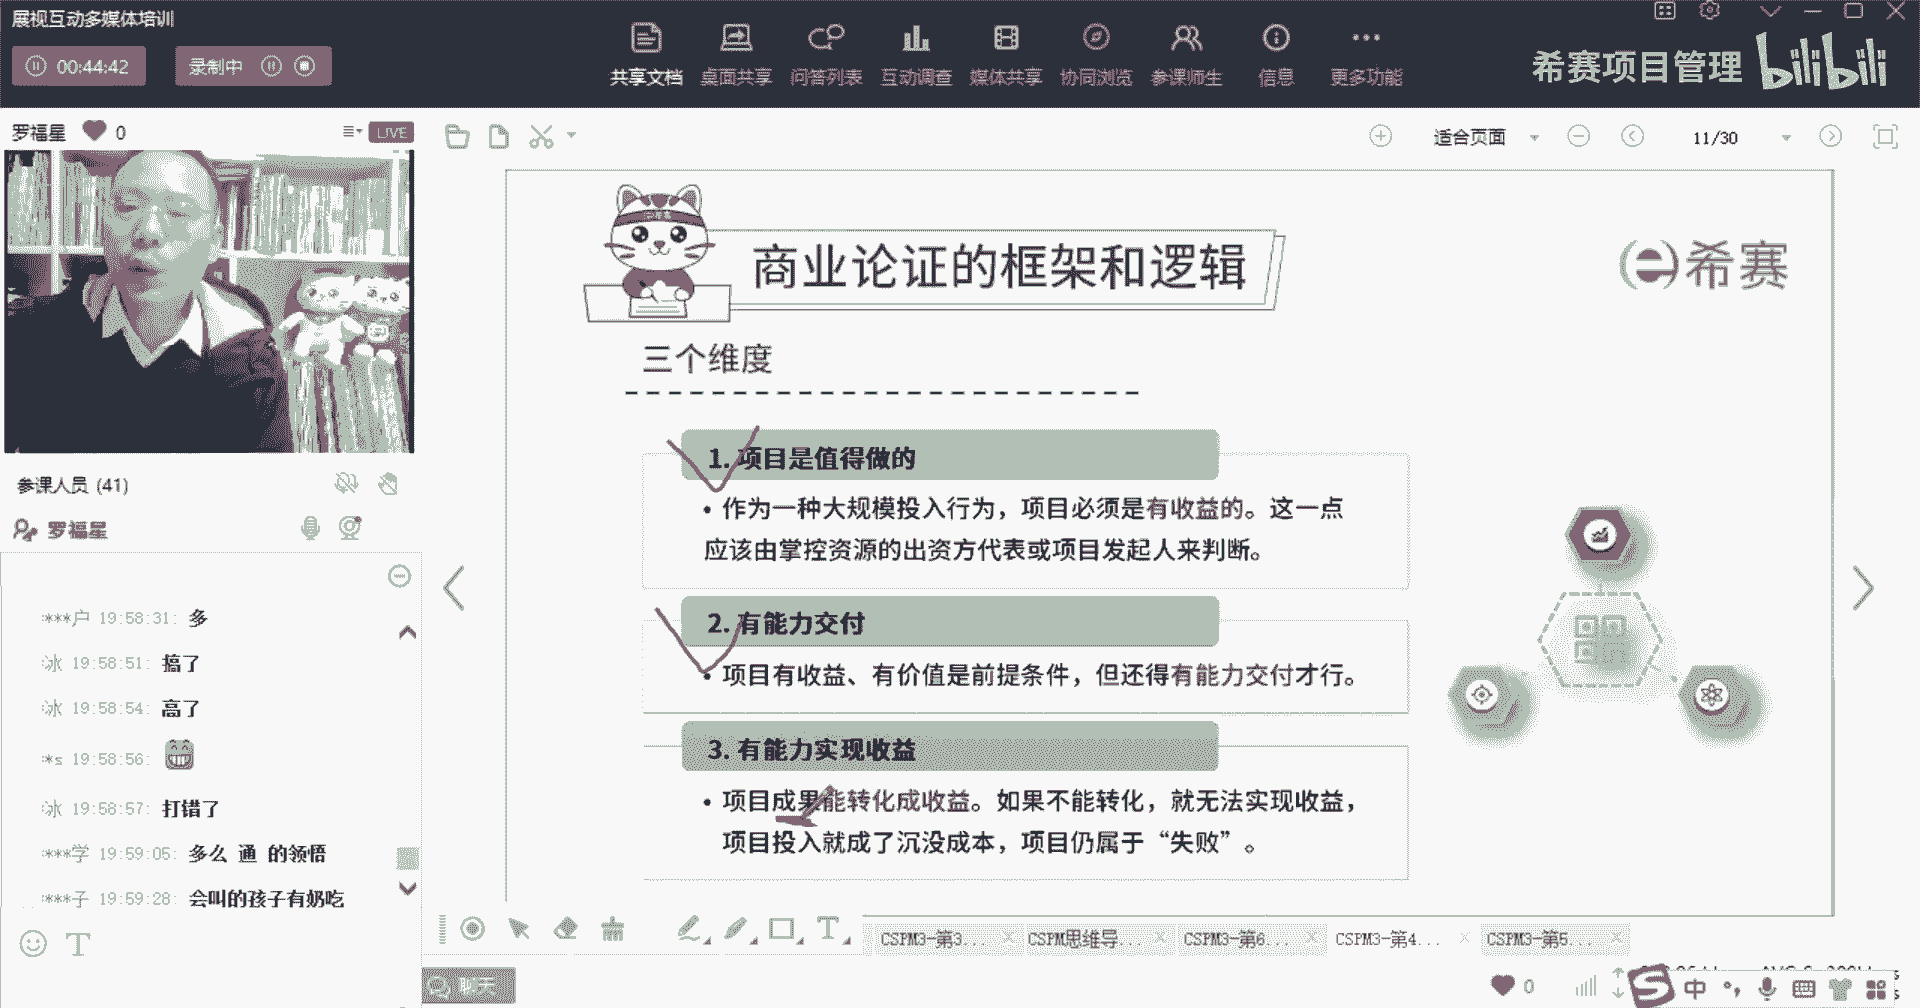 展视互动多媒体培训
00:44:42
录制中
共享文档 桌面共享 问答列表 互动调查 媒体共享 协同浏览 参课师生 信息 更多功能
希赛项目管理 bilibili
罗福星 0
LIVE
适合页面
11/30
商业论证的框架和逻辑
希赛
三个维度
1. 项目是值得做的
• 作为一种大规模投入行为，项目必须是有收益的。这一点
应该由掌控资源的出资方代表或项目发起人来判断。
2. 有能力交付
• 项目有收益、有价值是前提条件，但还得有能力交付才行。
3. 有能力实现收益
• 项目成果能转化成收益。如果不能转化，就无法实现收益，
项目投入就成了沉没成本，项目仍属于“失败”。
参课人员 (41)
罗福星
***户 19:58:31: 多
冰 19:58:51: 搞了
冰 19:58:54: 高了
*s 19:58:56:
冰 19:58:57: 打错了
***学 19:59:05: 多么 通 的领悟
***子 19:59:28: 会叫的孩子有奶吃
T
CSPM3-第3... CSPM思维导... CSPM3-第6... CSPM3-第4... CSPM3-第5...
聊天
0
中